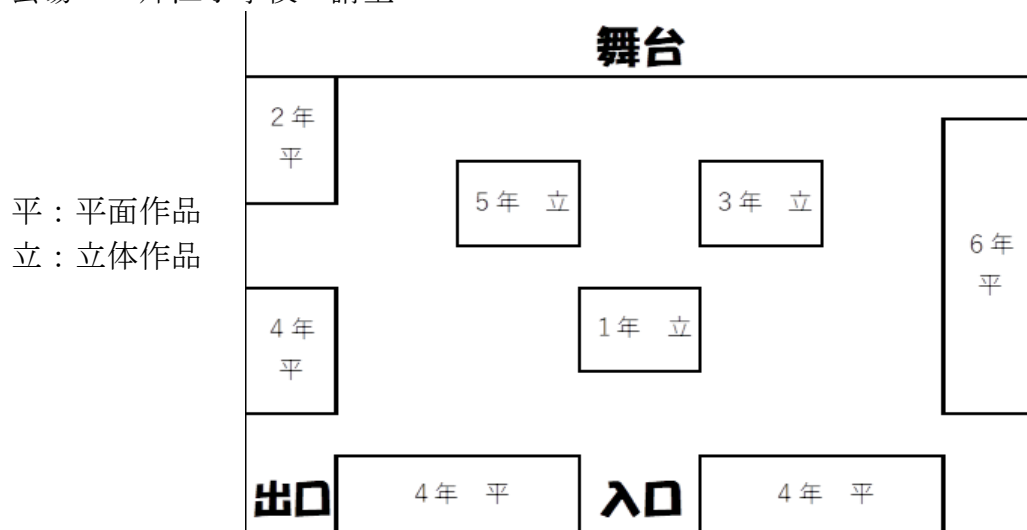 舞台
2年
平
5年 立
3年 立
平：平面作品
立：立体作品
6年
平
4年
平
1年 立
出口
4年 平
入口
4年 平